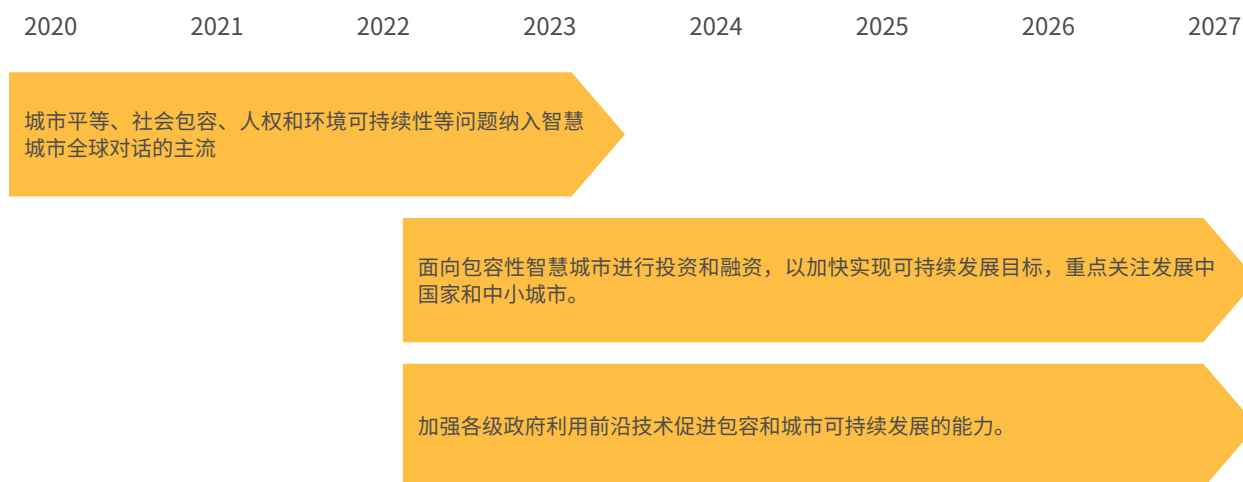 2020 2021 2022 2023 2024 2025 2026 2027
城市平等、社会包容、人权和环境可持续性等问题纳入智慧
城市全球对话的主流
面向包容性智慧城市进行投资和融资，以加快实现可持续发展目标，重点关注发展中
国家和中小城市。
加强各级政府利用前沿技术促进包容和城市可持续发展的能力。